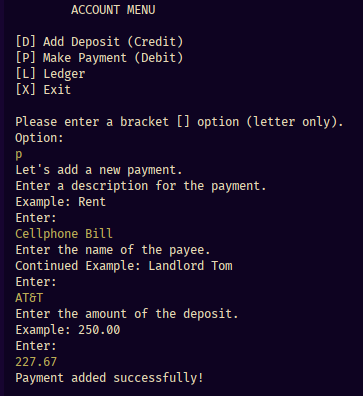 ACCOUNT MENU
[D] Add Deposit (Credit)
[P] Make Payment (Debit)
[L] Ledger
[X] Exit
Please enter a bracket [] option (letter only).
Option:
p
Let's add a new payment.
Enter a description for the payment.
Example: Rent
Enter:
Cellphone Bill
Enter the name of the payee.
Continued Example: Landlord Tom
Enter:
AT&T
Enter the amount of the deposit.
Example: 250.00
Enter:
227.67
Payment added successfully!